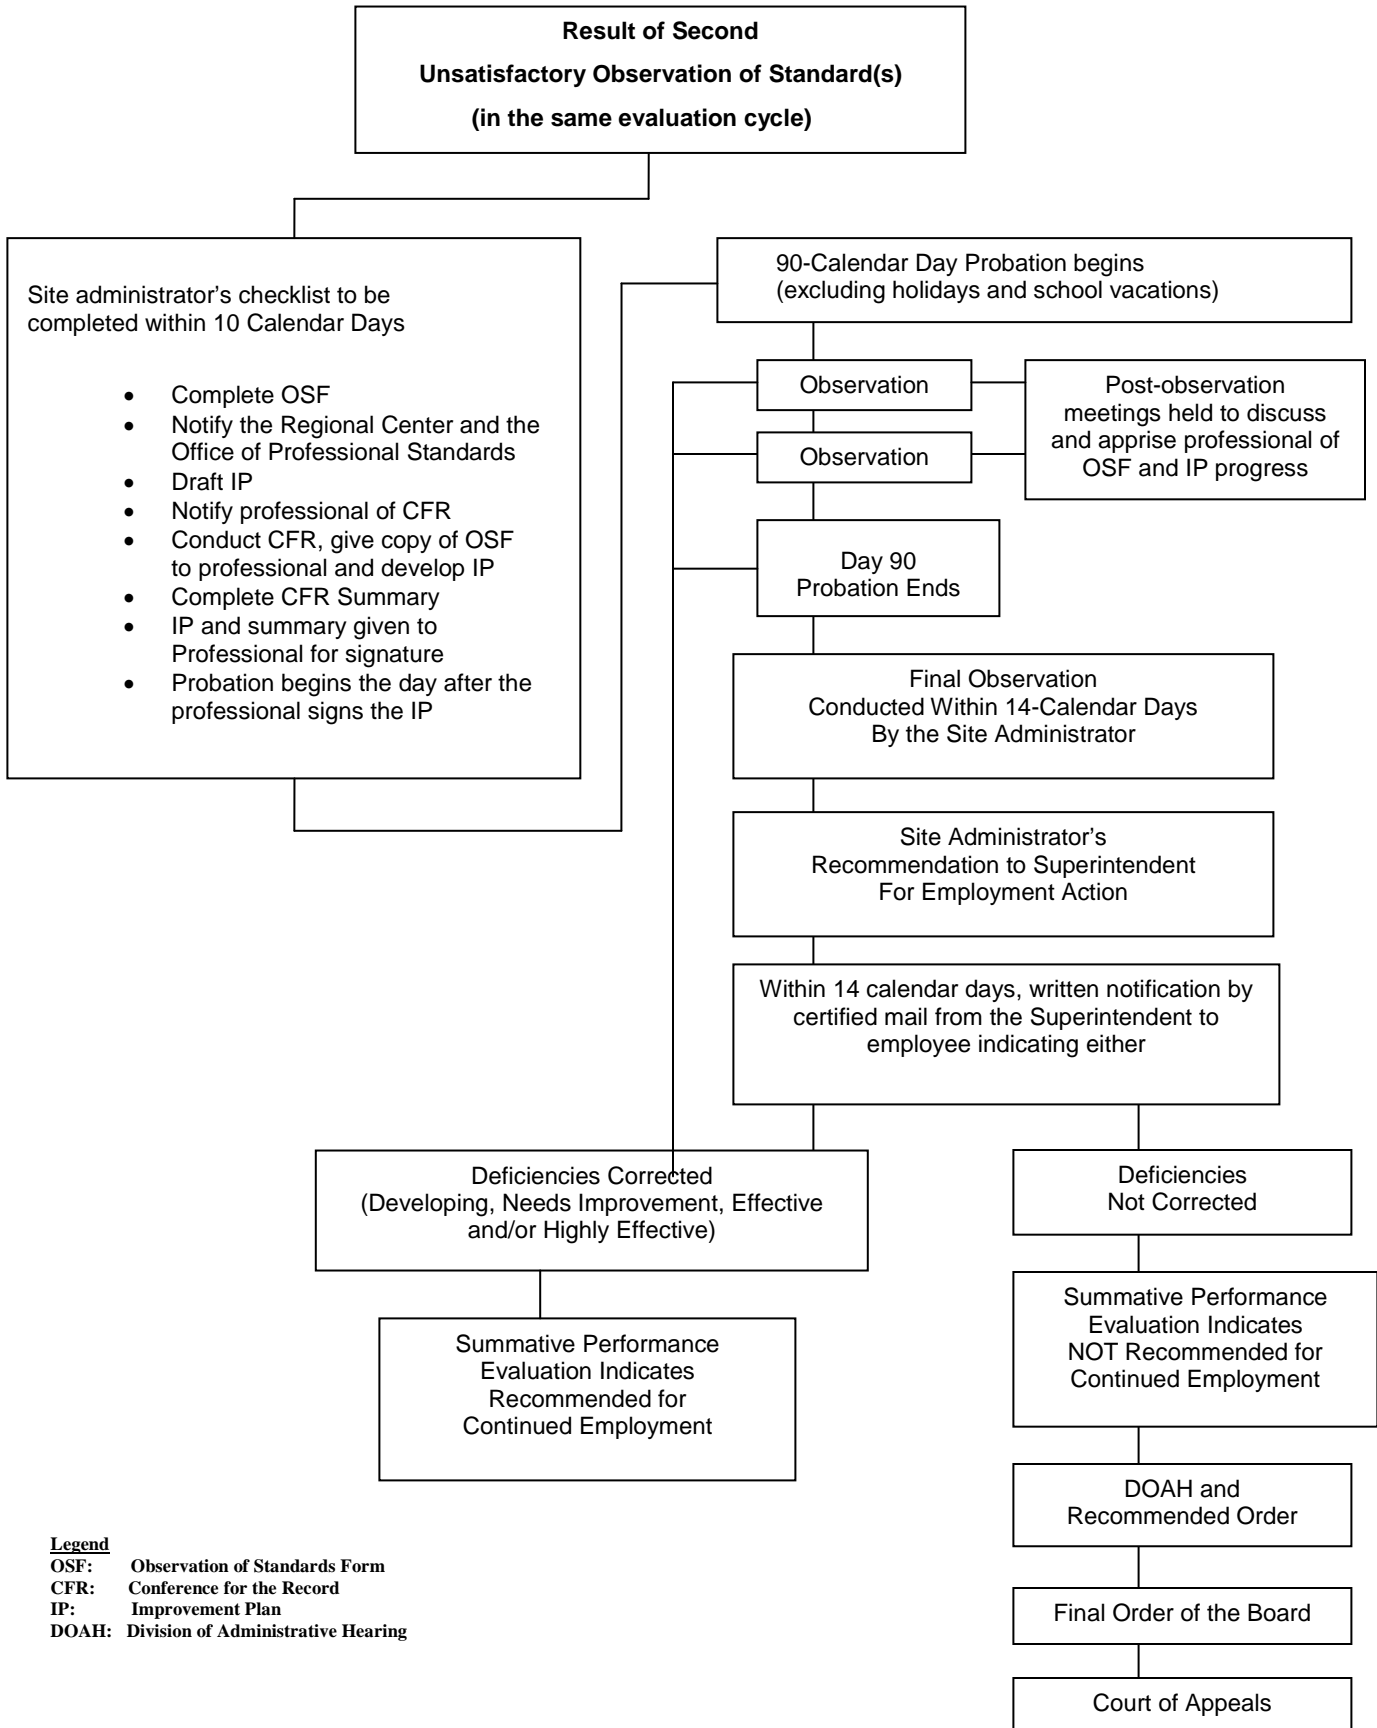 Result of Second
Unsatisfactory Observation of Standard(s)
(in the same evaluation cycle)
Site administrator's checklist to be
completed within 10 Calendar Days
• Complete OSF
• Notify the Regional Center and the
Office of Professional Standards
• Draft IP
• Notify professional of CFR
• Conduct CFR, give copy of OSF
to professional and develop IP
• Complete CFR Summary
• IP and summary given to
Professional for signature
• Probation begins the day after the
professional signs the IP
90-Calendar Day Probation begins
(excluding holidays and school vacations)
Observation
Observation
Post-observation
meetings held to discuss
and apprise professional of
OSF and IP progress
Day 90
Probation Ends
Final Observation
Conducted Within 14-Calendar Days
By the Site Administrator
Site Administrator's
Recommendation to Superintendent
For Employment Action
Within 14 calendar days, written notification by
certified mail from the Superintendent to
employee indicating either
Deficiencies Corrected
(Developing, Needs Improvement, Effective
and/or Highly Effective)
Summative Performance
Evaluation Indicates
Recommended for
Continued Employment
Deficiencies
Not Corrected
Summative Performance
Evaluation Indicates
NOT Recommended for
Continued Employment
DOAH and
Recommended Order
Final Order of the Board
Court of Appeals
Legend
OSF: Observation of Standards Form
CFR: Conference for the Record
IP: Improvement Plan
DOAH: Division of Administrative Hearing